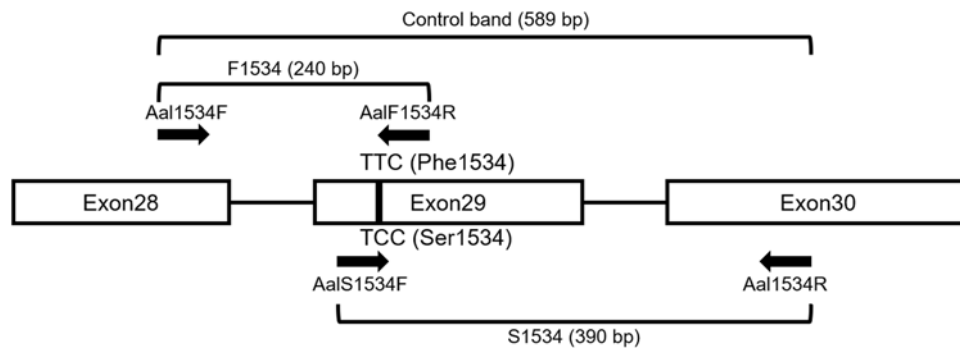 Control band (589 bp)
F1534 (240 bp)
Aal1534F
AalF1534R
TTC (Phe1534)
Exon28
Exon29
Exon30
TCC (Ser1534)
AalS1534F
Aal1534R
S1534 (390 bp)